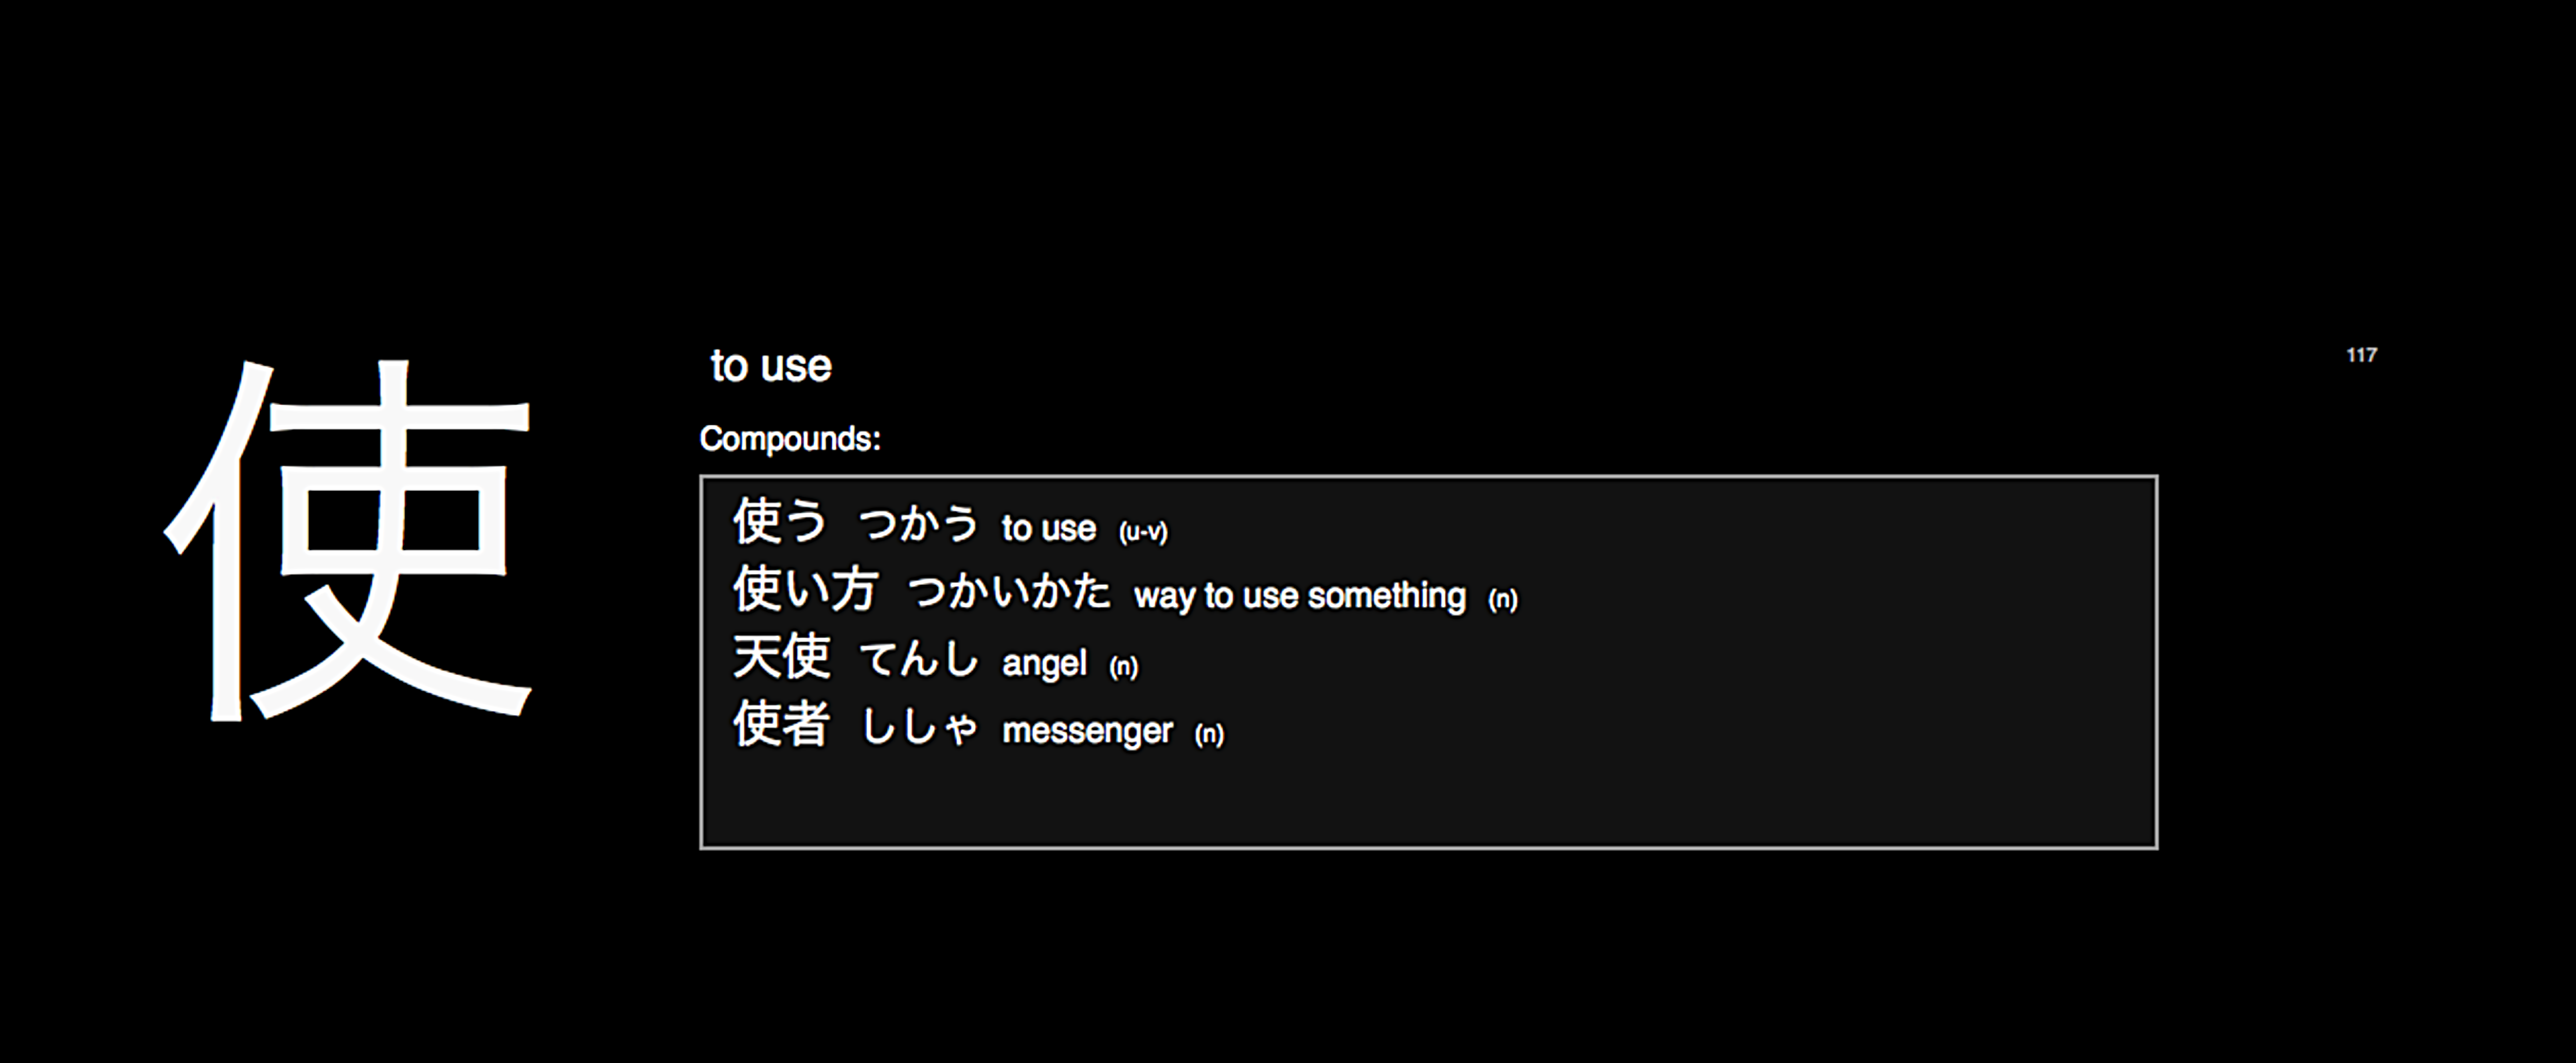 使
to use
117
Compounds:
使う つかう to use (u-v)
使い方 つかいかた way to use something (n)
天使 てんし angel (n)
使者 ししゃ messenger (n)